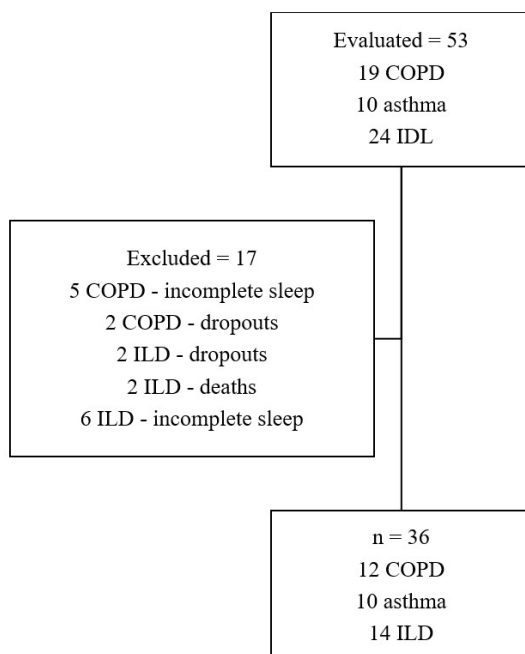 Evaluated = 53
19 COPD
10 asthma
24 IDL
Excluded = 17
5 COPD - incomplete sleep
2 COPD - dropouts
2 ILD - dropouts
2 ILD - deaths
6 ILD - incomplete sleep
n = 36
12 COPD
10 asthma
14 ILD